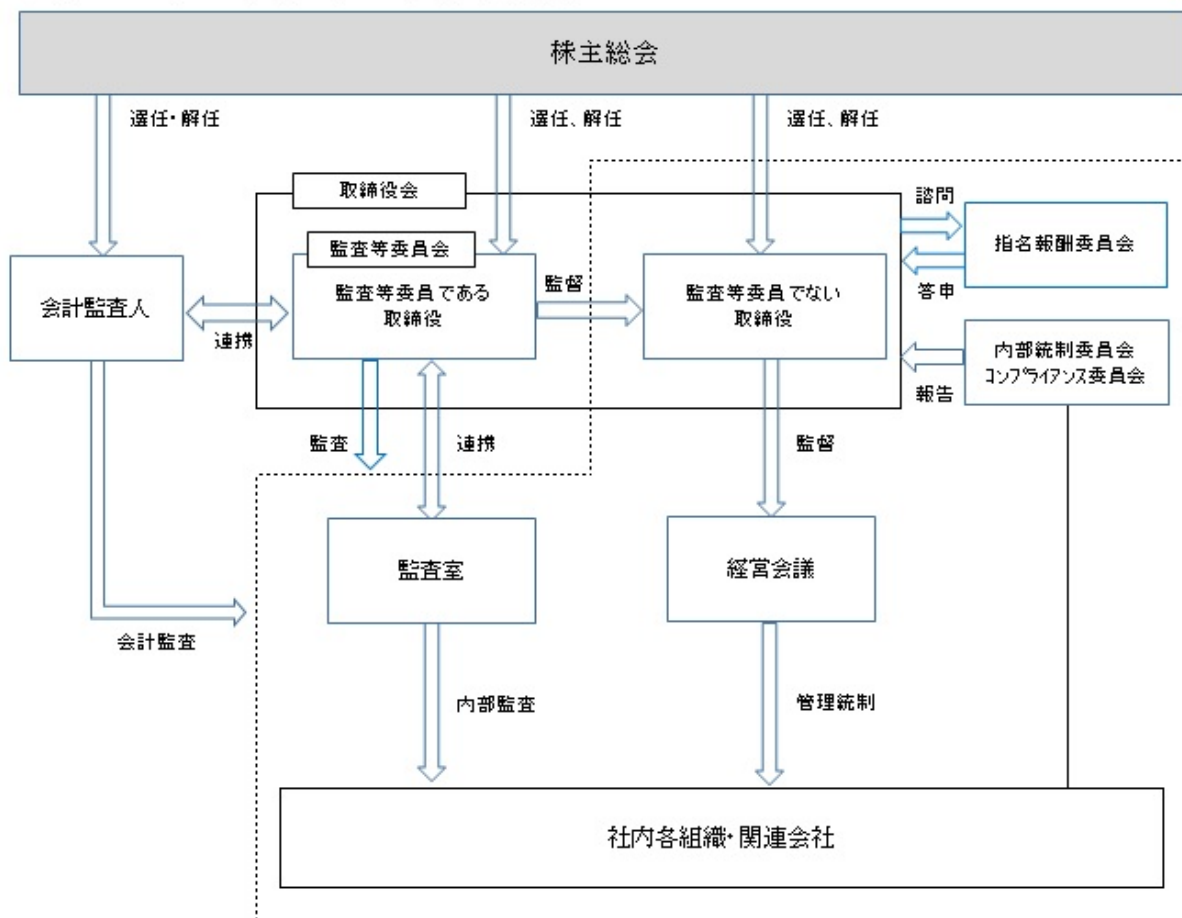 株主総会
選任・解任
選任、解任
選任、解任
取締役会
諮問
指名報酬委員会
答申
監査等委員会
監査等委員である
取締役
監督
監査等委員でない
取締役
会計監査人
連携
内部統制委員会
コンプライアンス委員会
報告
監査
連携
監督
監査室
経営会議
会計監査
内部監査
管理統制
社内各組織・関連会社